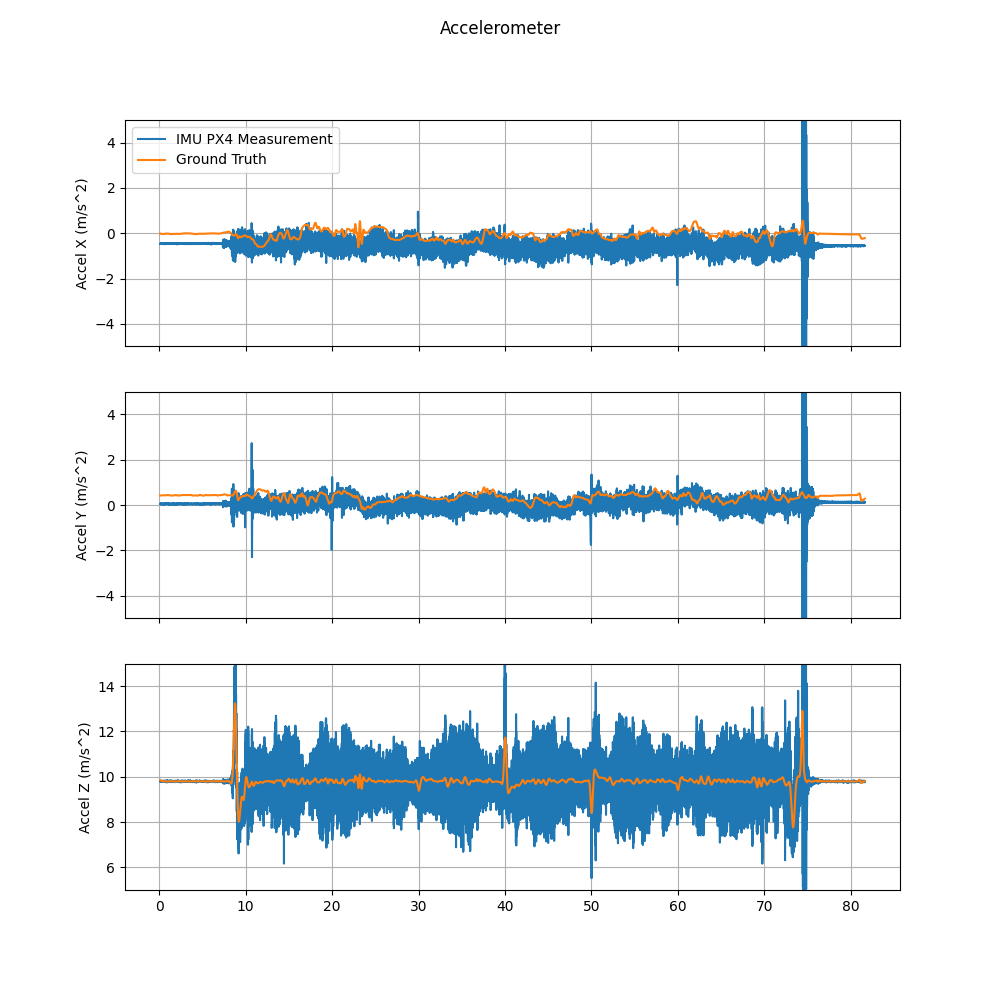 Accelerometer
4
2
0
−2
−4
Accel X (m/s^2)
IMU PX4 Measurement
Ground Truth
4
2
0
−2
−4
Accel Y (m/s^2)
14
12
10
8
6
Accel Z (m/s^2)
0 10 20 30 40 50 60 70 80